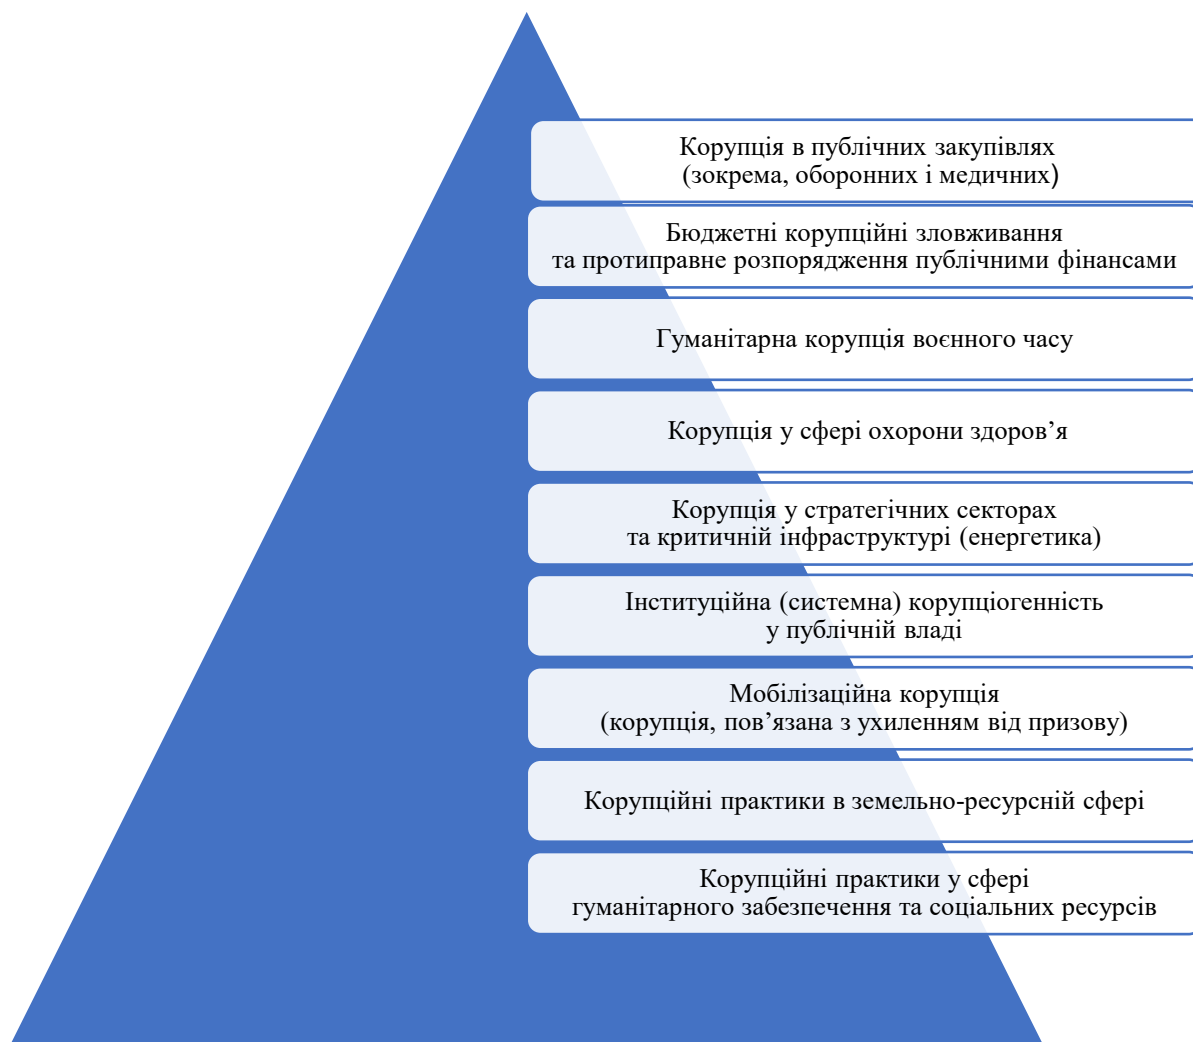 Корупція в публічних закупівлях
(зокрема, оборонних і медичних)
Бюджетні корупційні зловживання
та протиправне розпорядження публічними фінансами
Гуманітарна корупція воєнного часу
Корупція у сфері охорони здоров’я
Корупція у стратегічних секторах
та критичній інфраструктурі (енергетика)
Інституційна (системна) корупціогенність
у публічній владі
Мобілізаційна корупція
(корупція, пов’язана з ухиленням від призову)
Корупційні практики в земельно-ресурсній сфері
Корупційні практики у сфері
гуманітарного забезпечення та соціальних ресурсів